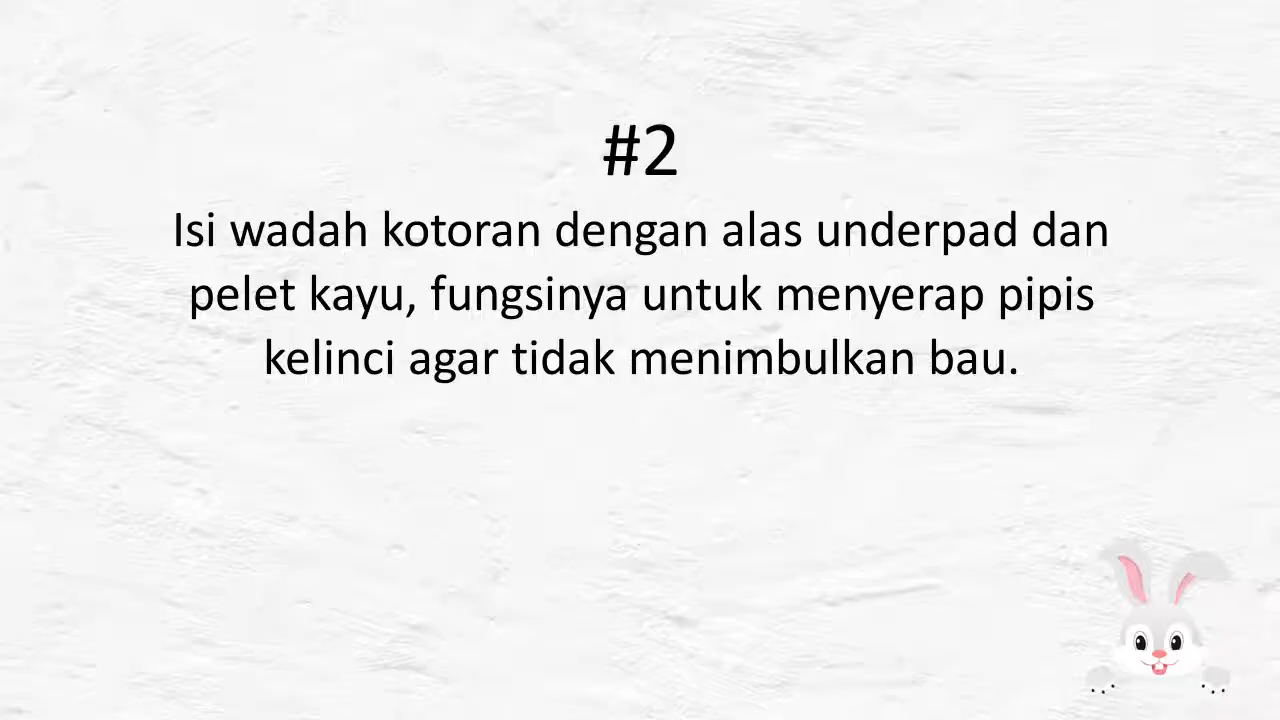 #2
Isi wadah kotoran dengan alas underpad dan
pelet kayu, fungsinya untuk menyerap pipis
kelinci agar tidak menimbulkan bau.